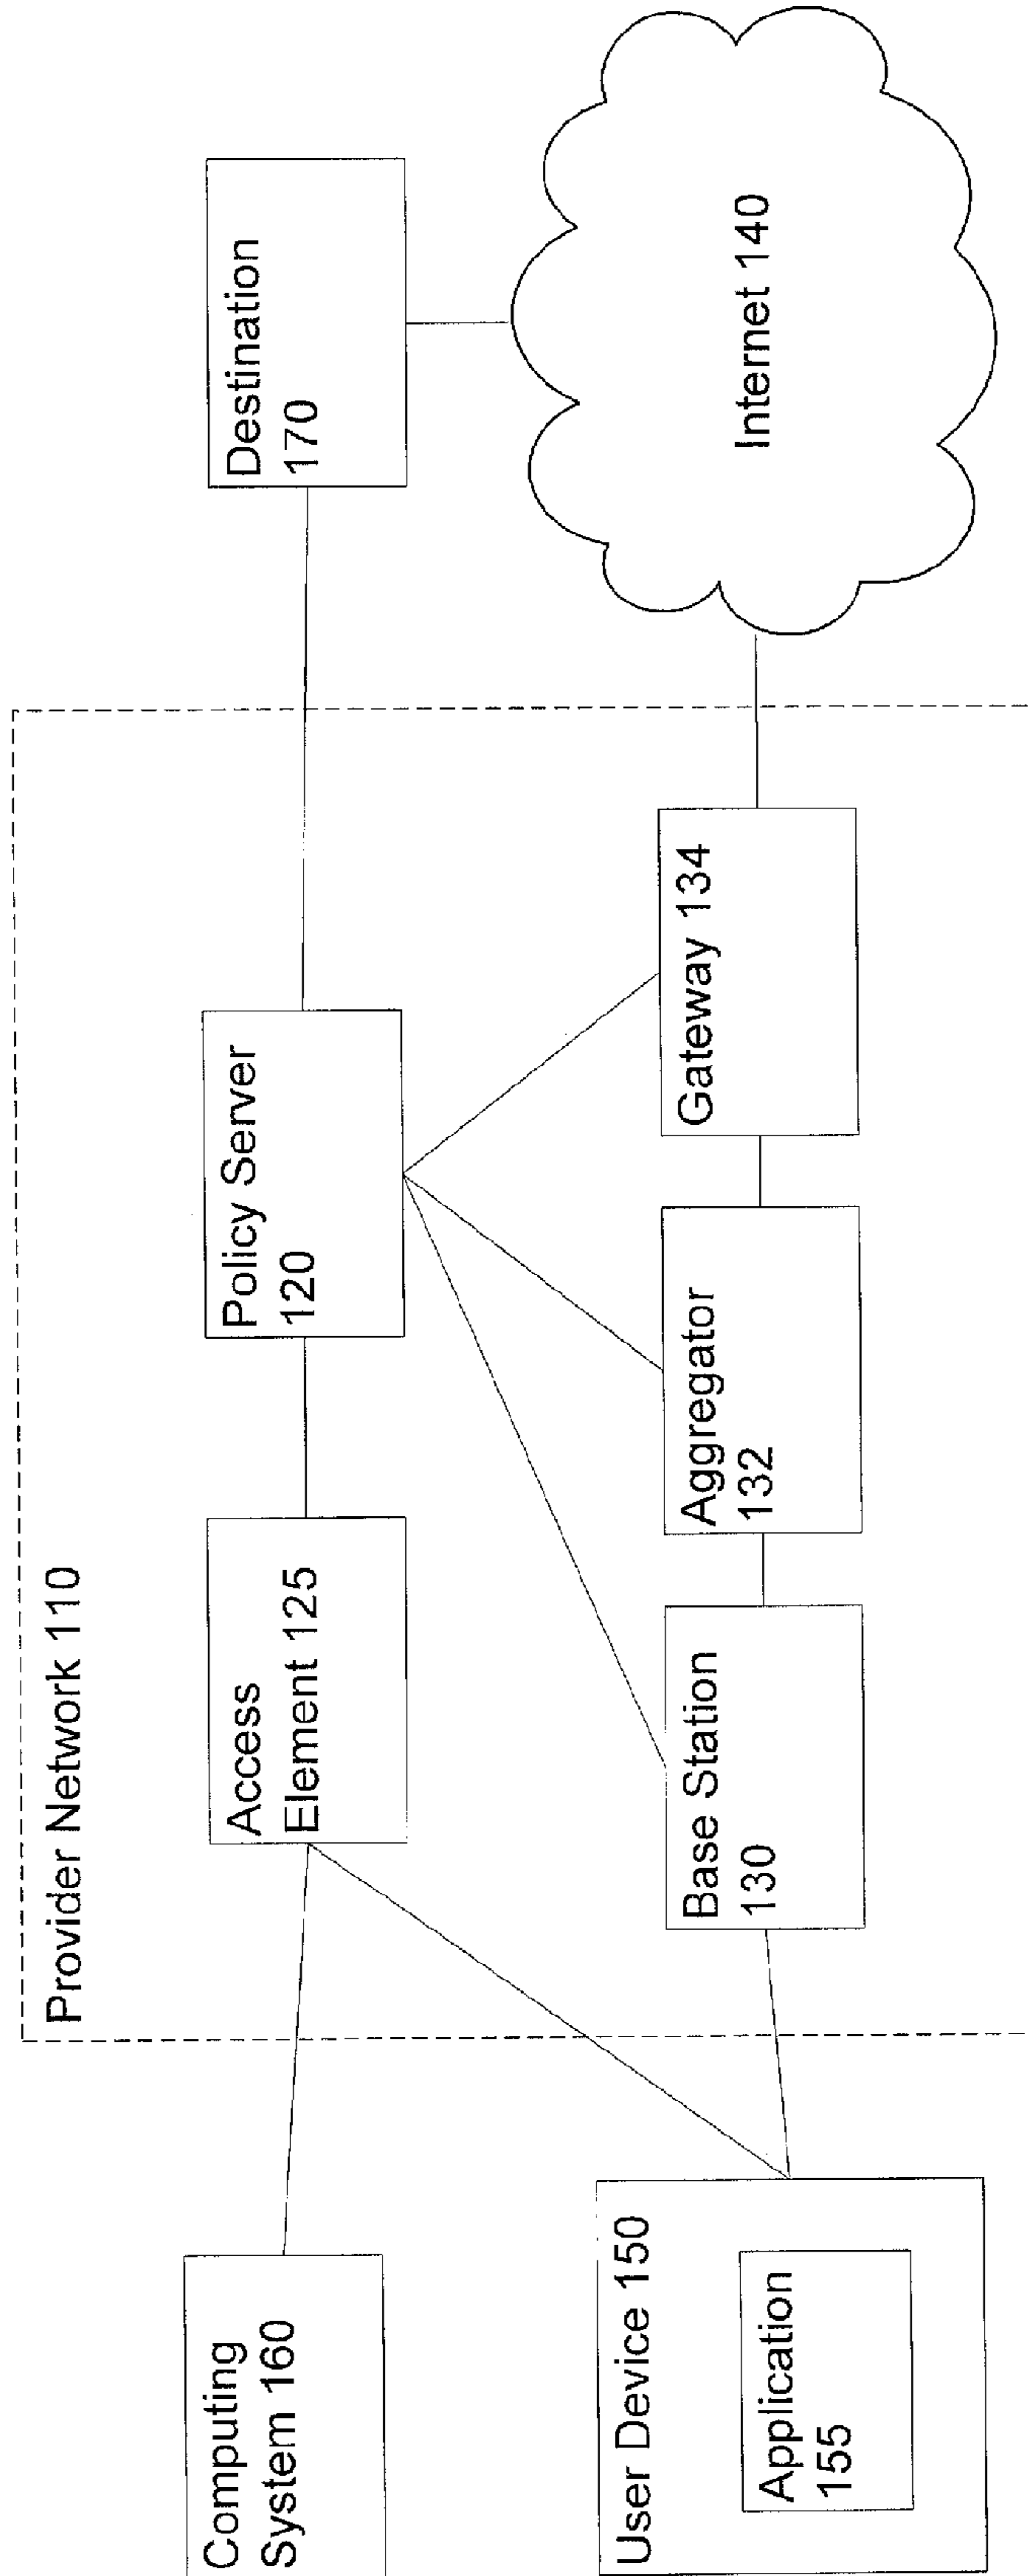 Provider Network 110
Computing
System 160
Access
Element 125
Policy Server
120
Destination
170
User Device 150
Application
155
Base Station
130
Aggregator
132
Gateway 134
Internet 140